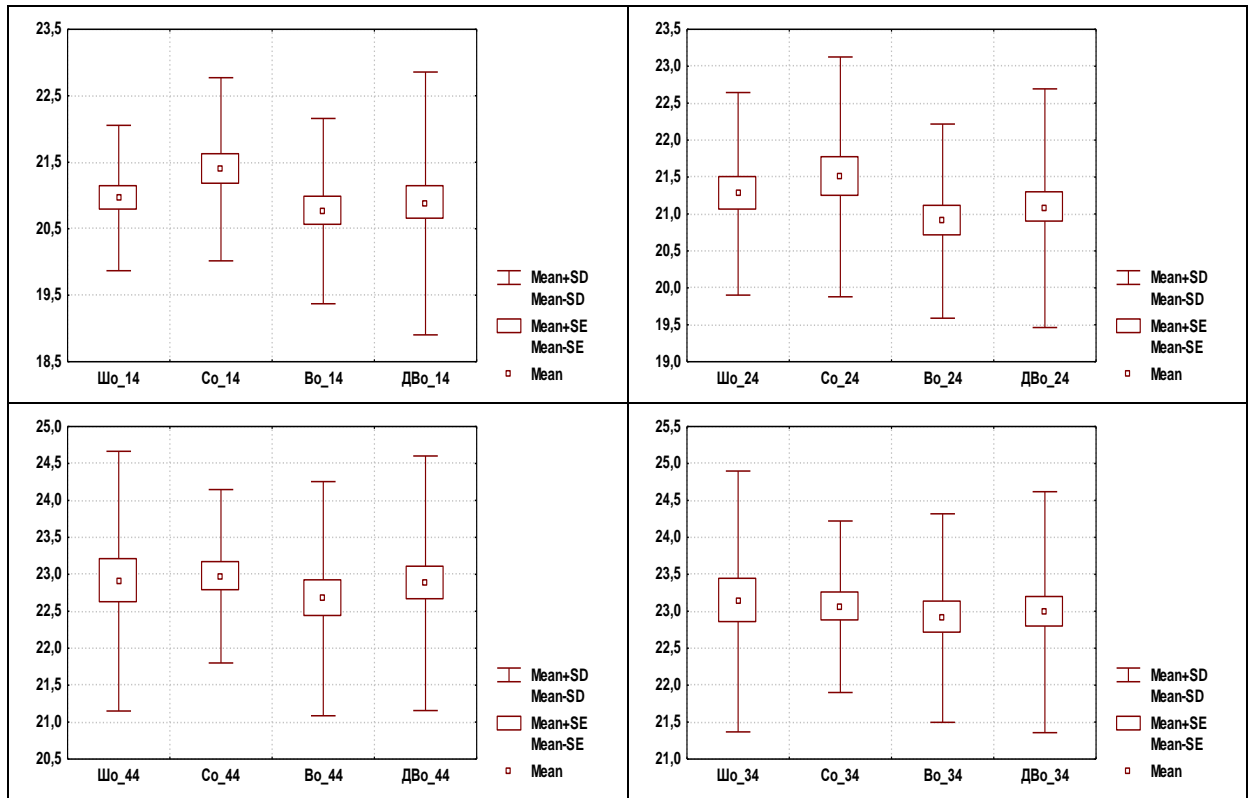 23,5
22,5
21,5
20,5
19,5
18,5
Шо_14 Со_14 Во_14 ДВо_14
Mean+SD
Mean-SD
Mean+SE
Mean-SE
Mean
23,5
23,0
22,5
22,0
21,5
21,0
20,5
20,0
19,5
19,0
Шо_24 Со_24 Во_24 ДВо_24
Mean+SD
Mean-SD
Mean+SE
Mean-SE
Mean
25,0
24,5
24,0
23,5
23,0
22,5
22,0
21,5
21,0
20,5
Шо_44 Со_44 Во_44 ДВо_44
Mean+SD
Mean-SD
Mean+SE
Mean-SE
Mean
25,5
25,0
24,5
24,0
23,5
23,0
22,5
22,0
21,5
21,0
Шо_34 Со_34 Во_34 ДВо_34
Mean+SD
Mean-SD
Mean+SE
Mean-SE
Mean